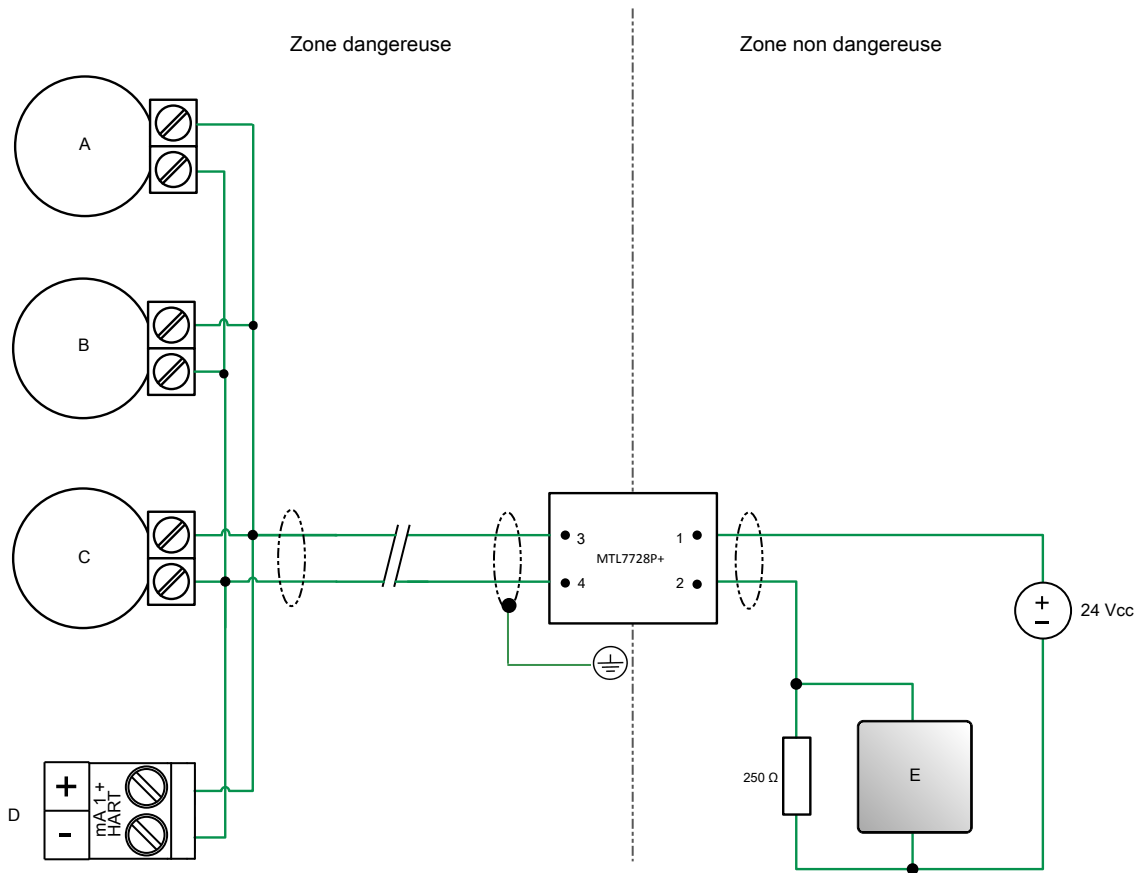 Zone dangereuse
Zone non dangereuse
A
B
C
3
4
MTL7728P+
1
2
+
–
24 Vcc
250 Ω
E
D
+
-
mA 1 +
HART